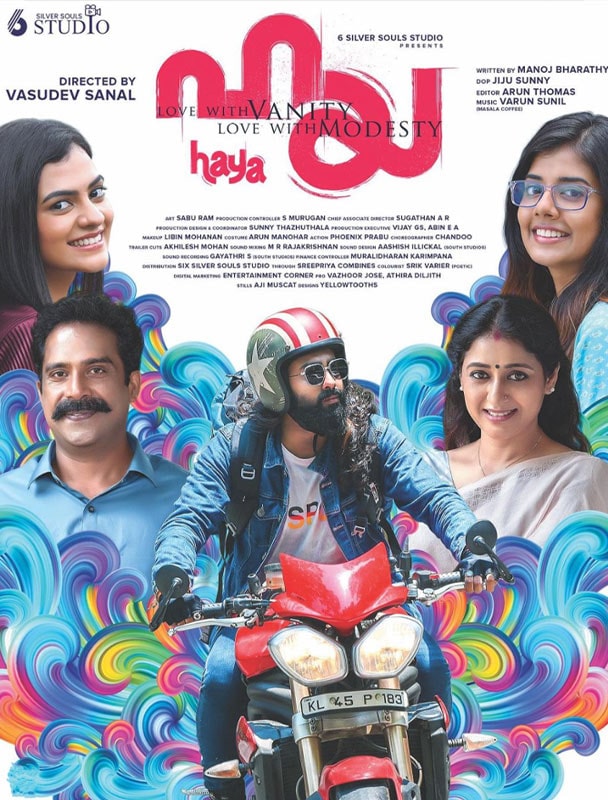 6 SILVER SOULS
STUDIO
6 SILVER SOULS STUDIO
PRESENTS
DIRECTED BY
VASUDEV SANAL
ഹയ
LOVE WITH VANITY
LOVE WITH MODESTY
haya
WRITTEN BY MANOJ BHARATHY
DOP JIJU SUNNY
EDITOR ARUN THOMAS
MUSIC VARUN SUNIL
(MASALA COFFEE)
ART SABU RAM PRODUCTION CONTROLLER S MURUGAN CHIEF ASSOCIATE DIRECTOR SUGATHAN A R
PRODUCTION DESIGN & COORDINATOR SUNNY THAZHUTHALA PRODUCTION EXECUTIVE VIJAY GS, ABIN E A
MAKEUP LIBIN MOHANAN COSTUME ARUN MANOHAR ACTION PHOENIX PRABU CHOREOGRAPHER CHANDOO
TRAILER CUTS AKHILESH MOHAN SOUND MIXING M R RAJAKRISHNAN SOUND DESIGN AASHISH ILLICKAL (SOUTH STUDIOS)
SOUND RECORDING GAYATHRI S (SOUTH STUDIOS) FINANCE CONTROLLER MURALIDHARAN KARIMPANA
DISTRIBUTION SIX SILVER SOULS STUDIO THROUGH SREEPRIYA COMBINES COLOURIST SRIK VARIER (POETIC)
DIGITAL MARKETING ENTERTAINMENT CORNER PRO VAZHOOR JOSE, ATHIRA DILJITH
STILLS AJI MUSCAT DESIGNS YELLOWTOOTHS
KL 45 P 183